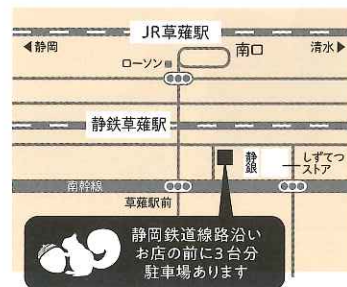 JR草薙駅
◀静岡
南口
清水▶
ローソン
静鉄草薙駅
静銀
しずてつ
ストア
南幹線
草薙駅前
静岡鉄道線路沿い
お店の前に3台分
駐車場あります